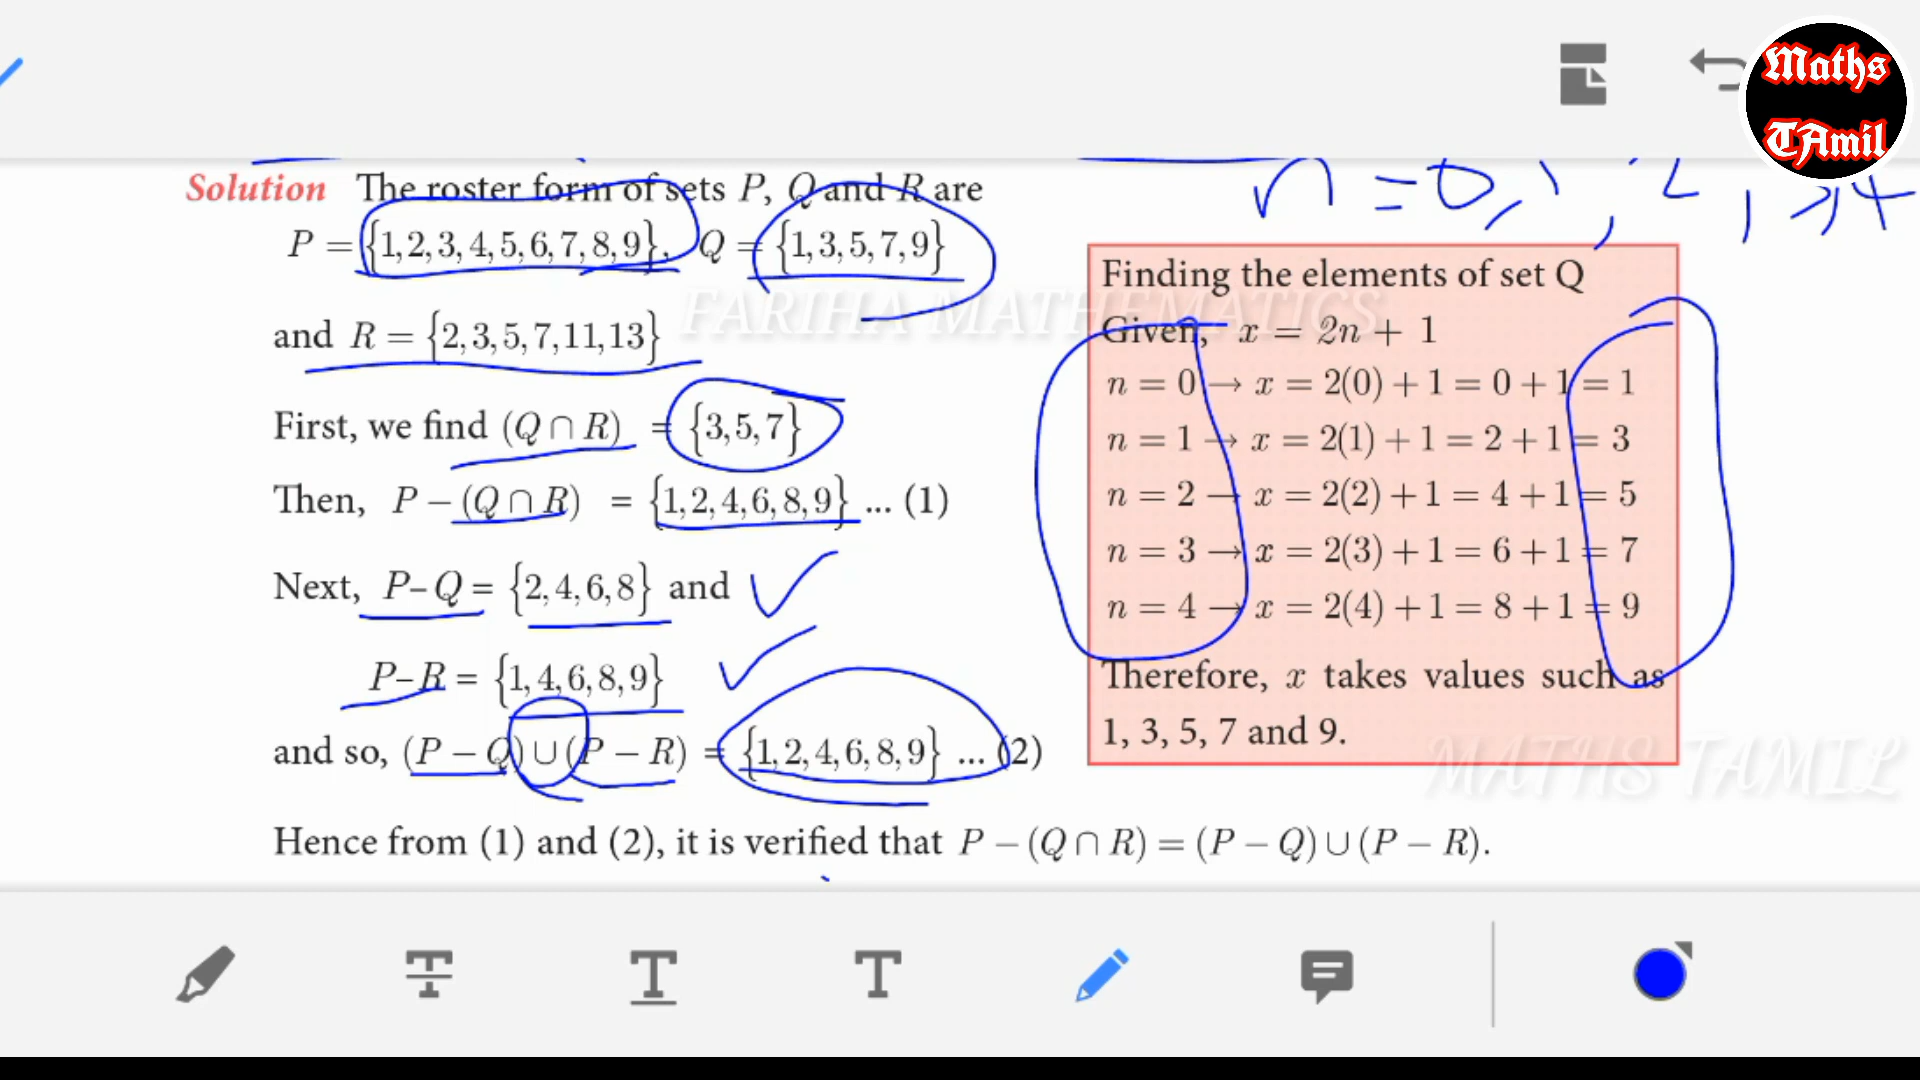 Maths
TAmil
n = 0, 1, 2, 3, 4
Solution The roster form of sets P, Q and R are
P = {1,2,3,4,5,6,7,8,9}, Q = {1,3,5,7,9}
and R = {2,3,5,7,11,13}
First, we find (Q∩R) = {3,5,7}
Then, P − (Q∩R) = {1,2,4,6,8,9} ... (1)
Next, P–Q = {2,4,6,8} and
P–R = {1,4,6,8,9}
and so, (P − Q)∪(P − R) = {1,2,4,6,8,9} ... (2)
Hence from (1) and (2), it is verified that P − (Q∩R) = (P − Q)∪(P − R).
Finding the elements of set Q
Given, x = 2n + 1
n = 0 → x = 2(0) + 1 = 0 + 1 = 1
n = 1 → x = 2(1) + 1 = 2 + 1 = 3
n = 2 → x = 2(2) + 1 = 4 + 1 = 5
n = 3 → x = 2(3) + 1 = 6 + 1 = 7
n = 4 → x = 2(4) + 1 = 8 + 1 = 9
Therefore, x takes values such as
1, 3, 5, 7 and 9.
FARIHA MATHEMATICS
MATHS TAMIL
T T T